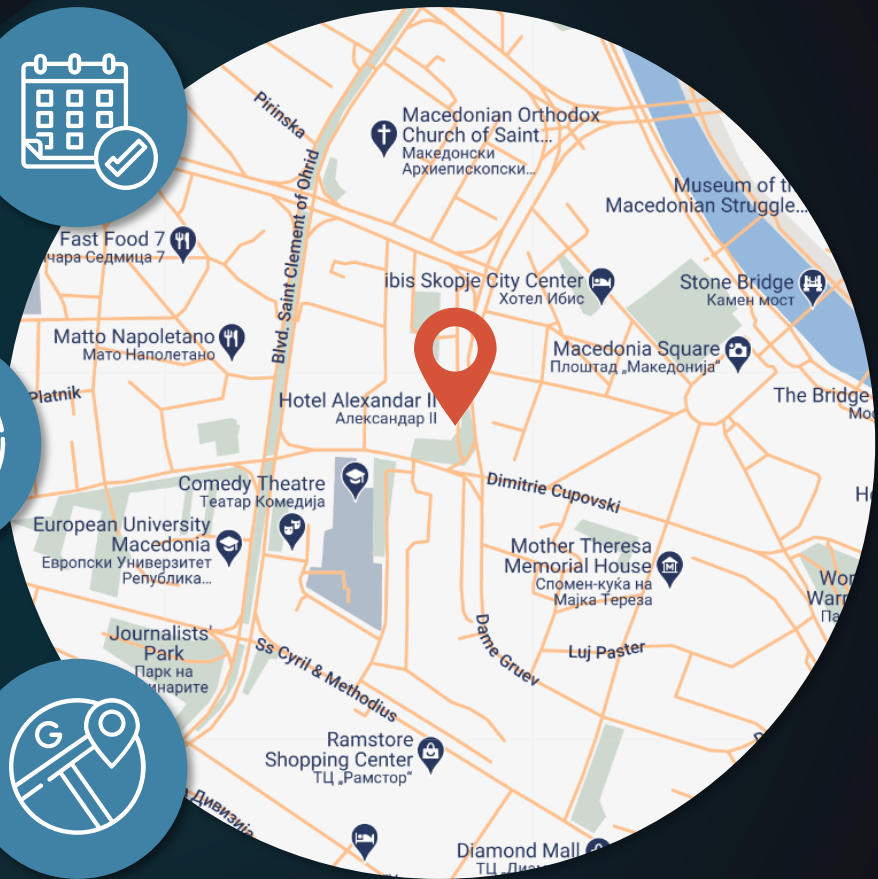 Pirinska
Macedonian Orthodox
Church of Saint...
Македонски
Архиепископски...
Blvd. Saint Clement of Ohrid
Museum of
Macedonian Struggle...
Fast Food 7
Седмица 7
ibis Skopje City Center
Хотел Ибис
Stone Bridge
Камен мост
Matto Napoletano
Мато Наполетано
Macedonia Square
Плоштад „Македонија“
Platnik
Hotel Alexandar II
Александар II
The Bridge
Comedy Theatre
Театар Комедија
Dimitrie Cupovski
European University
Macedonia
Европски Универзитет
Република...
Mother Theresa
Memorial House
Спомен-куќа на
Мајка Тереза
Journalists'
Park
Парк на
Ss Cyril & Methodius
Dame Gruev
Luj Paster
G
Ramstore
Shopping Center
ТЦ „Рамстор“
Дивизија
Diamond Mall
ТЦ